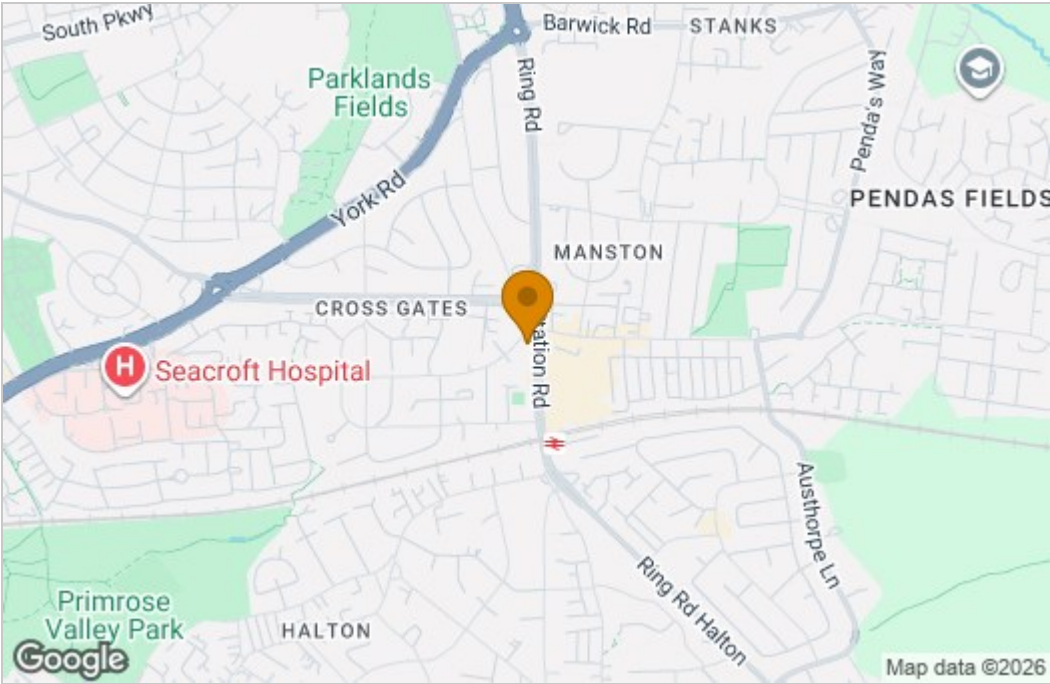 South Pkwy
Barwick Rd
STANKS
Parklands
Fields
Ring Rd
Penda's Way
York Rd
PENDAS FIELDS
MANSTON
CROSS GATES
H
Seacroft Hospital
tation Rd
Austhorpe Ln
Ring Rd Halton
Primrose
Valley Park
HALTON
Google
Map data ©2026